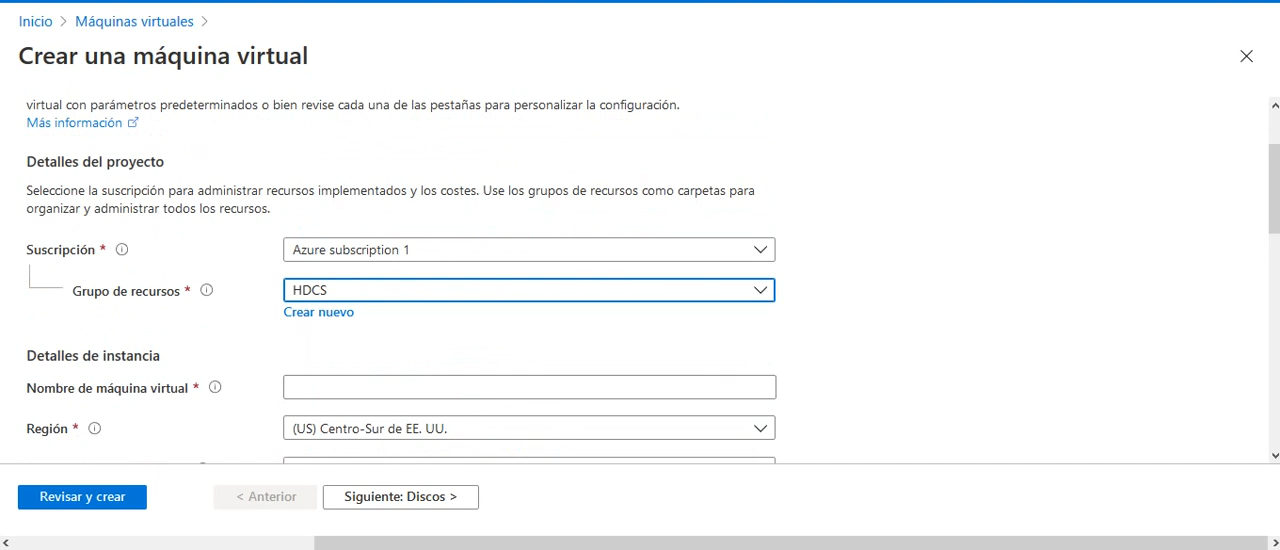 Inicio > Máquinas virtuales >
Crear una máquina virtual
virtual con parámetros predeterminados o bien revise cada una de las pestañas para personalizar la configuración.
Más información
Detalles del proyecto
Seleccione la suscripción para administrar recursos implementados y los costes. Use los grupos de recursos como carpetas para
organizar y administrar todos los recursos.
Suscripción * Azure subscription 1
Grupo de recursos * HDCS
Crear nuevo
Detalles de instancia
Nombre de máquina virtual *
Región * (US) Centro-Sur de EE. UU.
Revisar y crear < Anterior Siguiente: Discos >